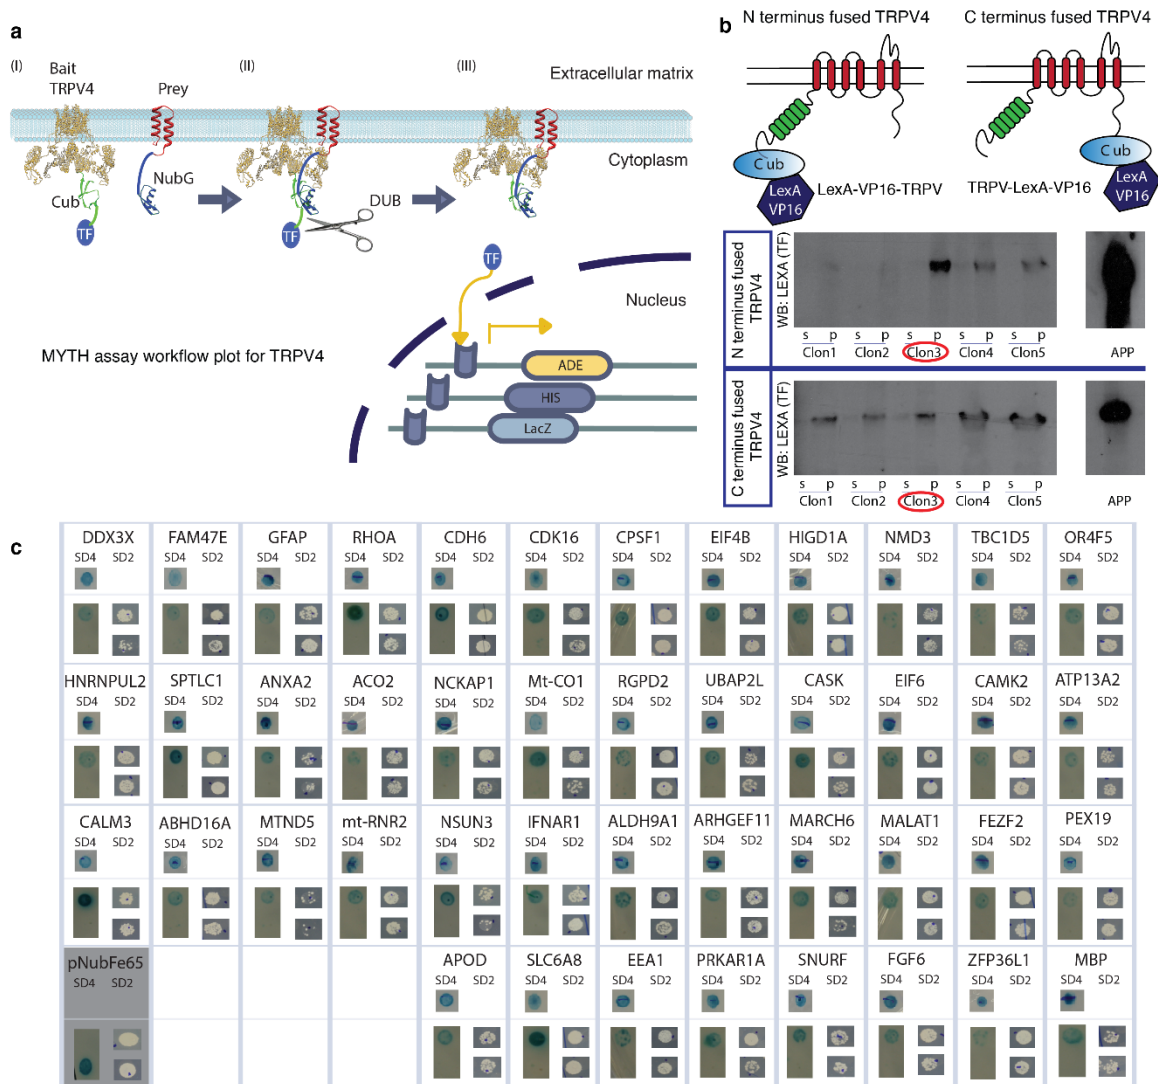 a
(I)
Bait
TRPV4
Prey
(II)
(III)
Extracellular matrix
Cytoplasm
Cub
NubG
TF
TF
DUB
TF
Nucleus
MYTH assay workflow plot for TRPV4
ADE
HIS
LacZ
b
N terminus fused TRPV4
C terminus fused TRPV4
C ub
LexA
VP16
LexA-VP16-TRPV
TRPV-LexA-VP16
C ub
LexA
VP16
N terminus fused
TRPV4
WB: LEXA (TF)
s p s p s p s p s p
Clon1 Clon2 Clon3 Clon4 Clon5 APP
C terminus fused
TRPV4
WB: LEXA (TF)
s p s p s p s p s p
Clon1 Clon2 Clon3 Clon4 Clon5 APP
c
DDX3X FAM47E GFAP RHOA CDH6 CDK16 CPSF1 EIF4B HIGD1A NMD3 TBC1D5 OR4F5
SD4 SD2 SD4 SD2 SD4 SD2 SD4 SD2 SD4 SD2 SD4 SD2 SD4 SD2 SD4 SD2 SD4 SD2 SD4 SD2 SD4 SD2 SD4 SD2
HNRNPUL2 SPTLC1 ANXA2 ACO2 NCKAP1 Mt-CO1 RGPD2 UBAP2L CASK EIF6 CAMK2 ATP13A2
SD4 SD2 SD4 SD2 SD4 SD2 SD4 SD2 SD4 SD2 SD4 SD2 SD4 SD2 SD4 SD2 SD4 SD2 SD4 SD2 SD4 SD2 SD4 SD2
CALM3 ABHD16A MTND5 mt-RNR2 NSUN3 IFNAR1 ALDH9A1 ARHGEF11 MARCH6 MALAT1 FEZF2 PEX19
SD4 SD2 SD4 SD2 SD4 SD2 SD4 SD2 SD4 SD2 SD4 SD2 SD4 SD2 SD4 SD2 SD4 SD2 SD4 SD2 SD4 SD2 SD4 SD2
pNubFe65 APOD SLC6A8 EEA1 PRKAR1A SNURF FGF6 ZFP36L1 MBP
SD4 SD2 SD4 SD2 SD4 SD2 SD4 SD2 SD4 SD2 SD4 SD2 SD4 SD2 SD4 SD2 SD4 SD2